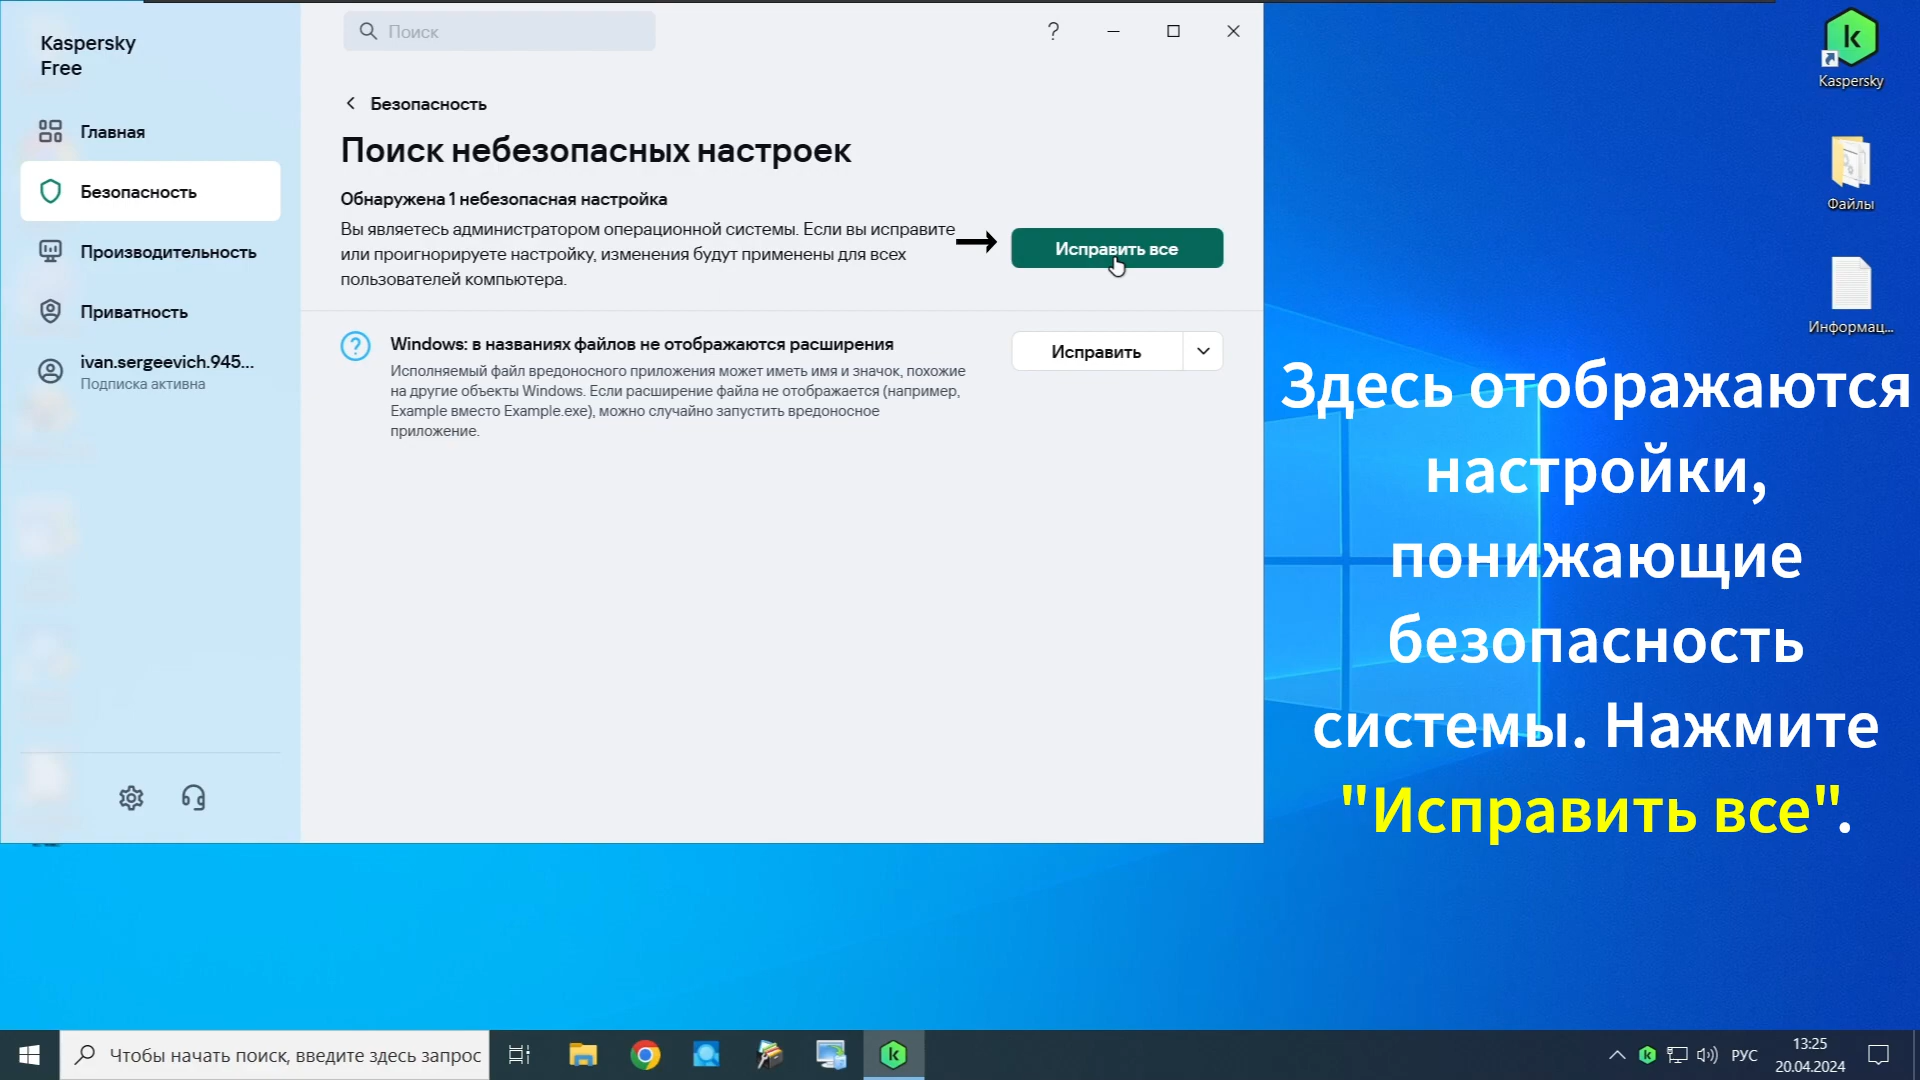 Kaspersky
Free
Главная
Безопасность
Производительность
Приватность
ivan.sergeevich.945...
Подписка активна
Поиск
?
Безопасность
Поиск небезопасных настроек
Обнаружена 1 небезопасная настройка
Вы являетесь администратором операционной системы. Если вы исправите
или проигнорируете настройку, изменения будут применены для всех
пользователей компьютера.
Исправить все
Windows: в названиях файлов не отображаются расширения
Исполняемый файл вредоносного приложения может иметь имя и значок, похожие
на другие объекты Windows. Если расширение файла не отображается (например,
Example вместо Example.exe), можно случайно запустить вредоносное
приложение.
Исправить
Kaspersky
Файлы
Информац...
Здесь отображаются
настройки,
понижающие
безопасность
системы. Нажмите
"Исправить все".
Чтобы начать поиск, введите здесь запрос
РУС
13:25
20.04.2024